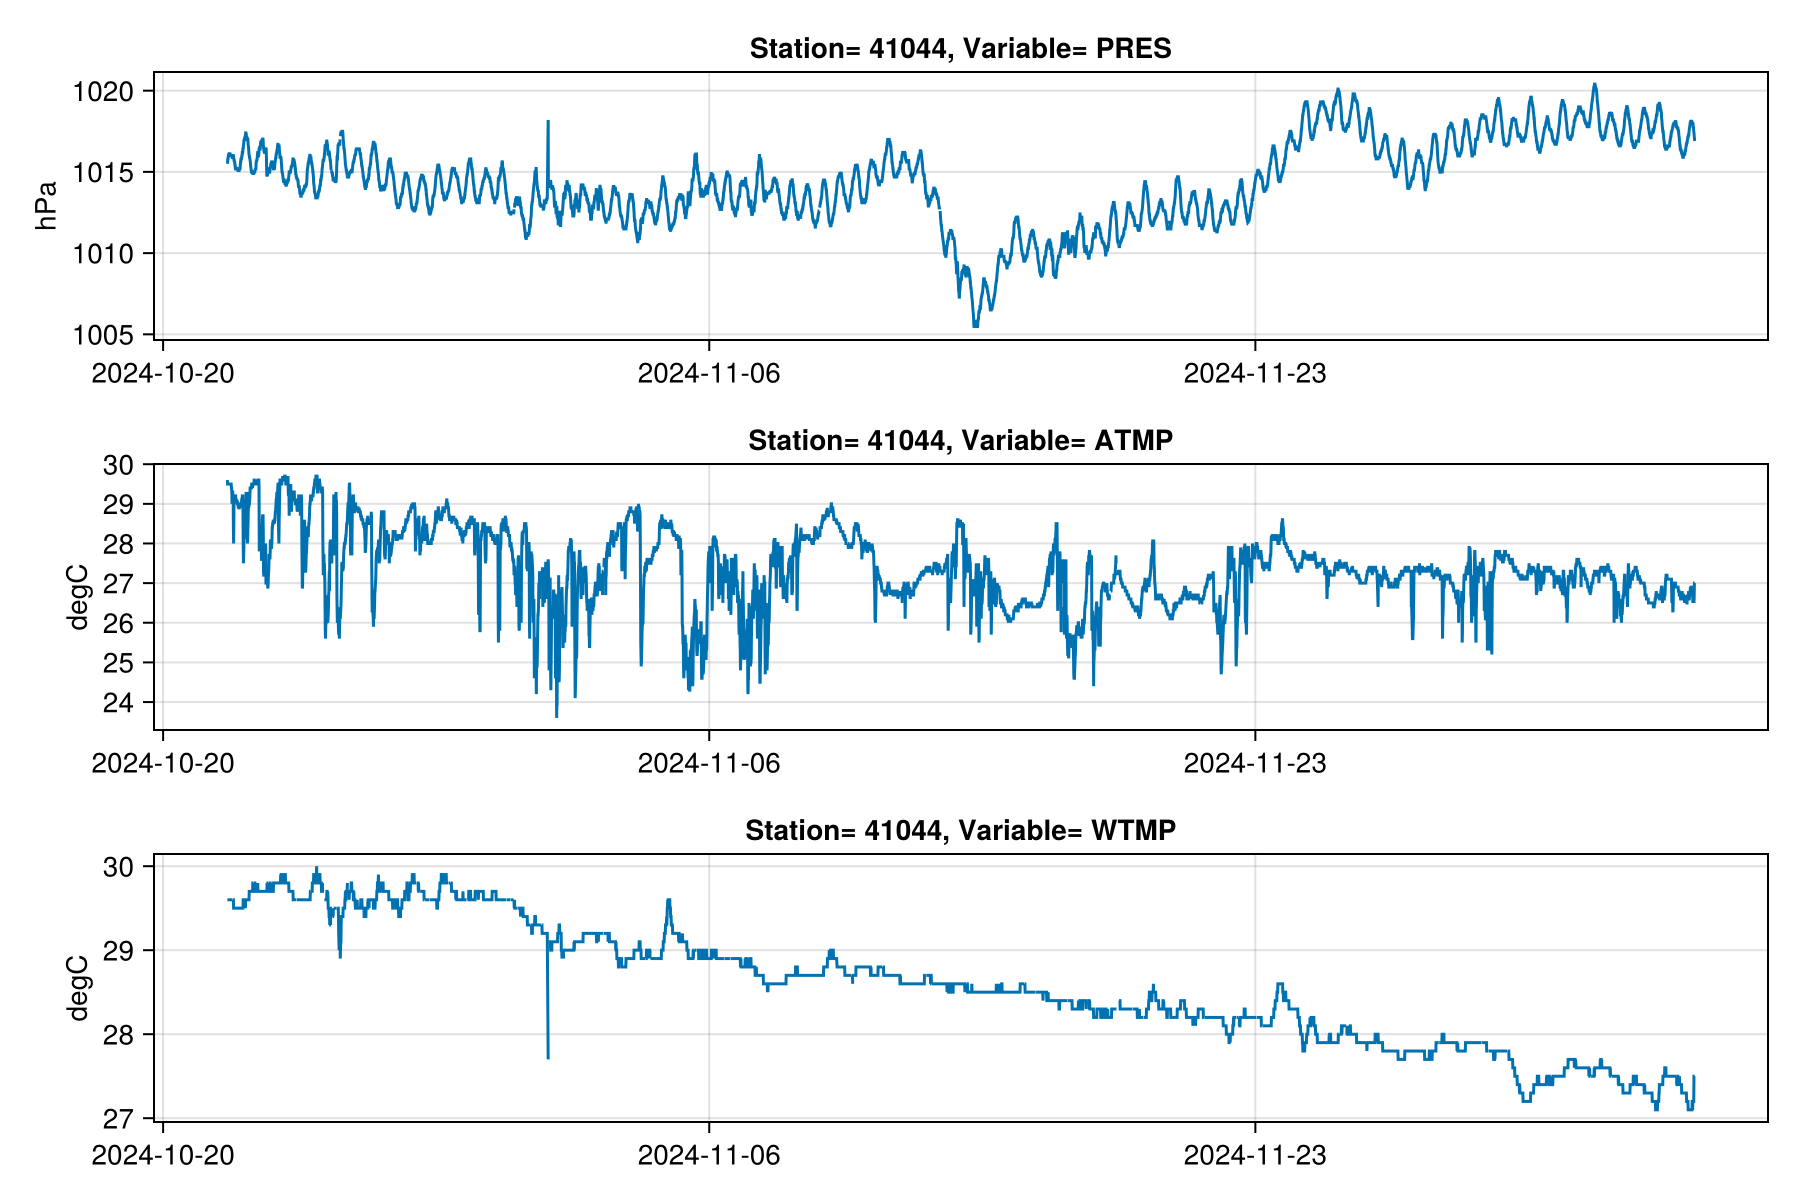 Station= 41044, Variable= PRES
1020
1015
1010
1005
hPa
2024-10-20 2024-11-06 2024-11-23
Station= 41044, Variable= ATMP
30
29
28
27
26
25
24
degC
2024-10-20 2024-11-06 2024-11-23
Station= 41044, Variable= WTMP
30
29
28
27
degC
2024-10-20 2024-11-06 2024-11-23